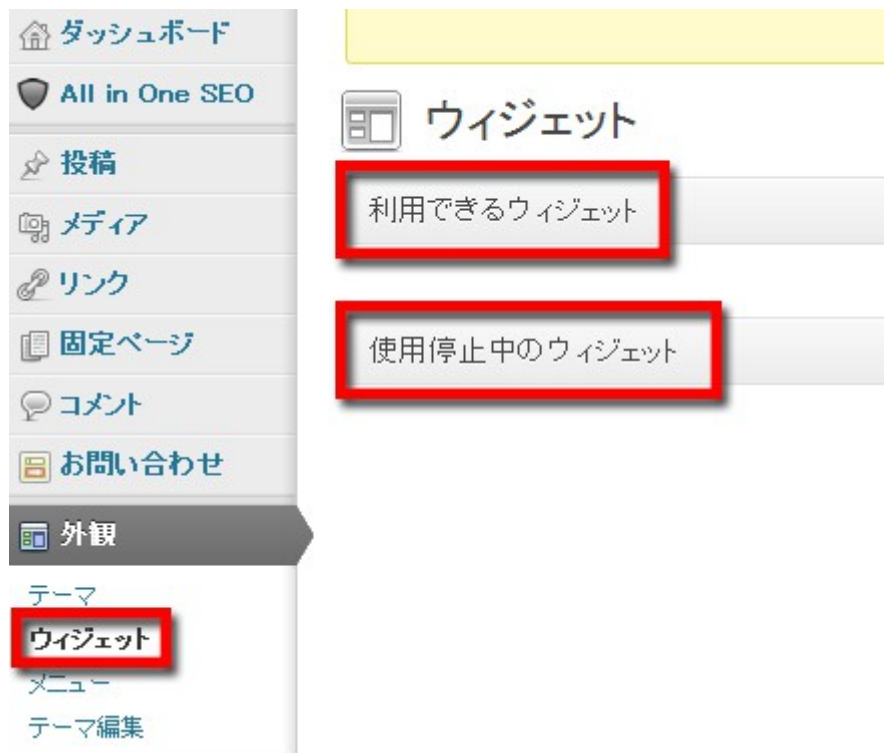 ダッシュボード
All in One SEO
投稿
メディア
リンク
固定ページ
コメント
お問い合わせ
外観
テーマ
ウィジェット
メニュー
テーマ編集
ウィジェット
利用できるウィジェット
使用停止中のウィジェット